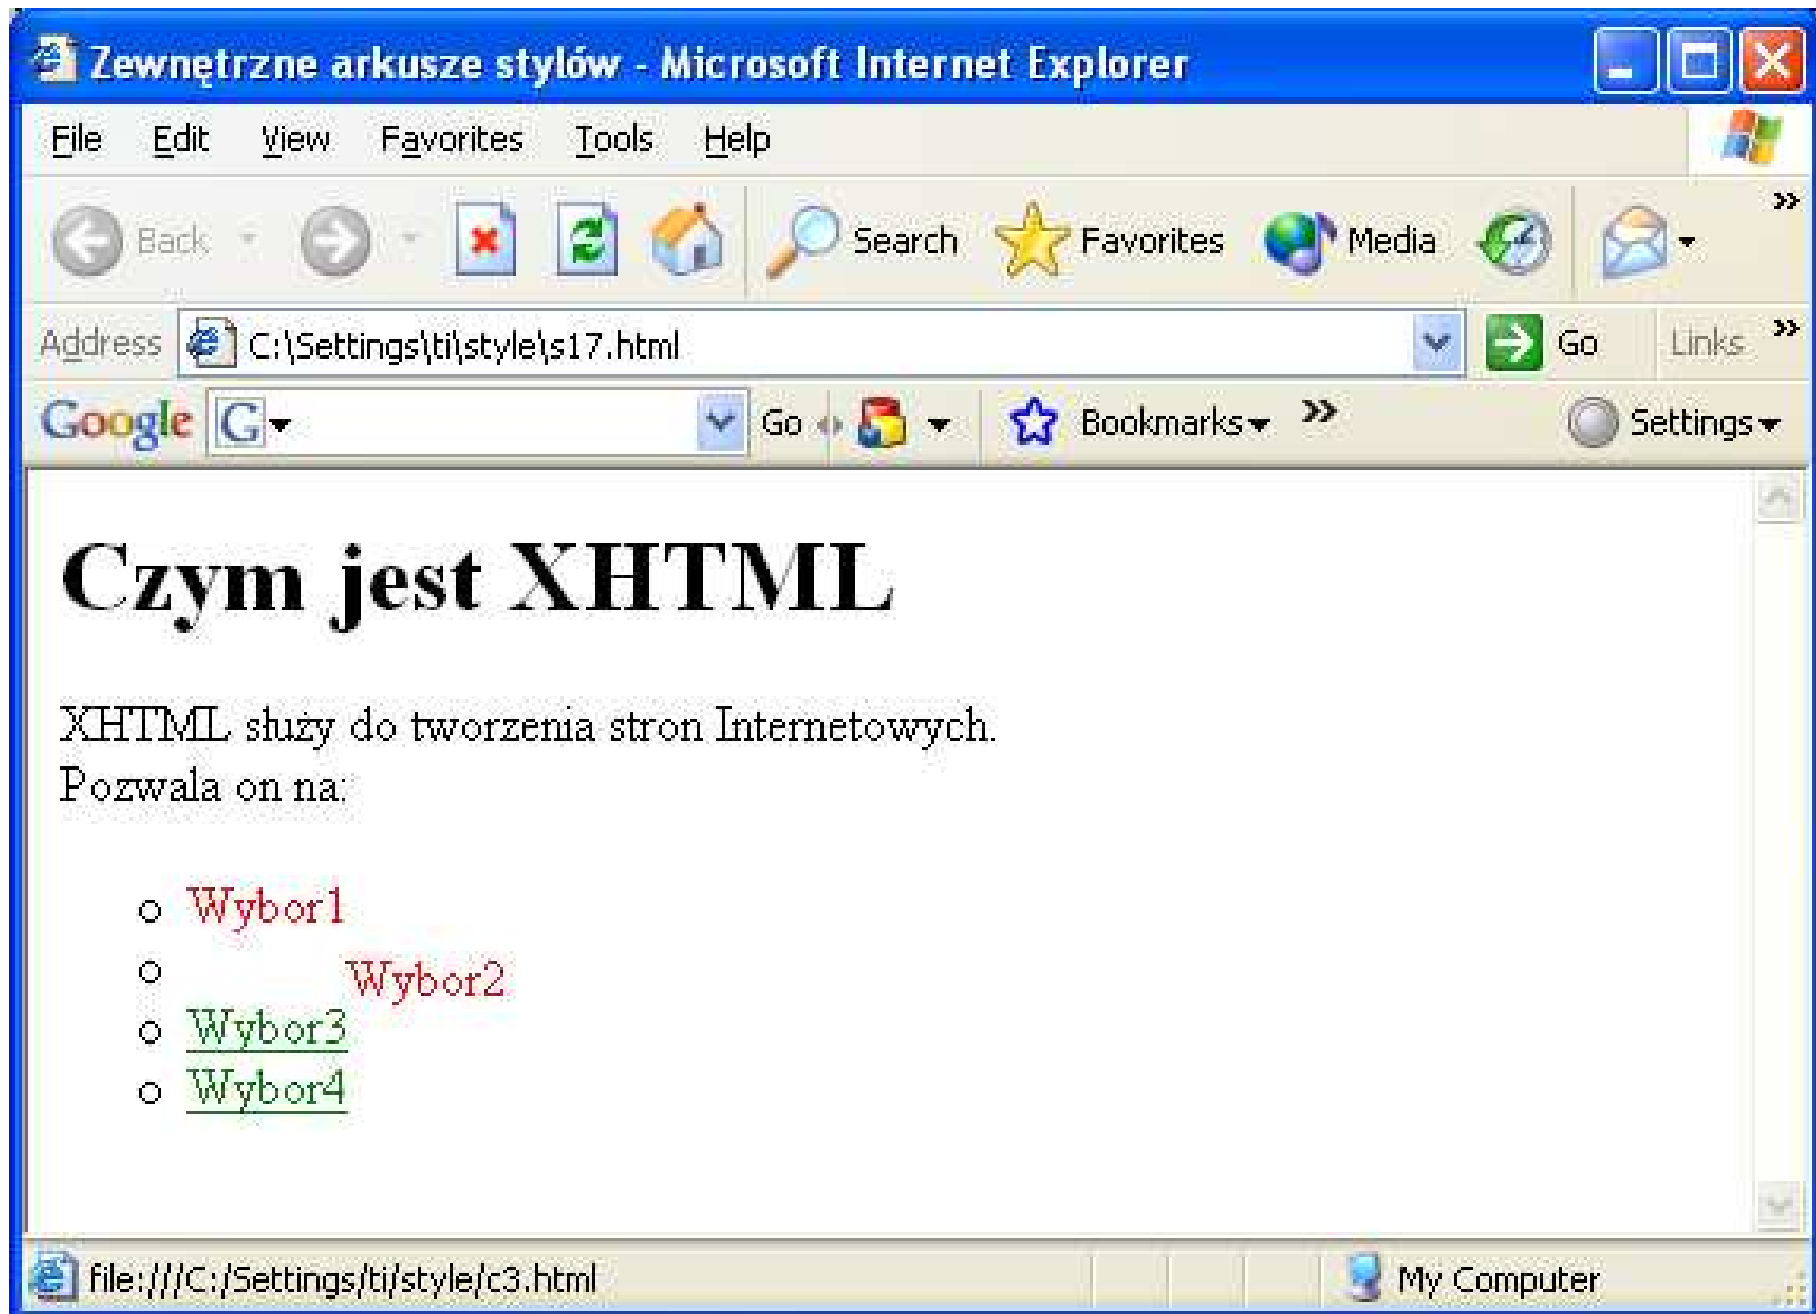 Zewnętrzne arkusze stylów - Microsoft Internet Explorer
File Edit View Favorites Tools Help
Back Search Favorites Media »
Address C:\Settings\ti\style\s17.html Go Links »
Google G Go Bookmarks » Settings
Czym jest XHTML
XHTML służy do tworzenia stron Internetowych.
Pozwala on na:
Wybor1
Wybor2
Wybor3
Wybor4
file:///C:/Settings/ti/style/c3.html My Computer